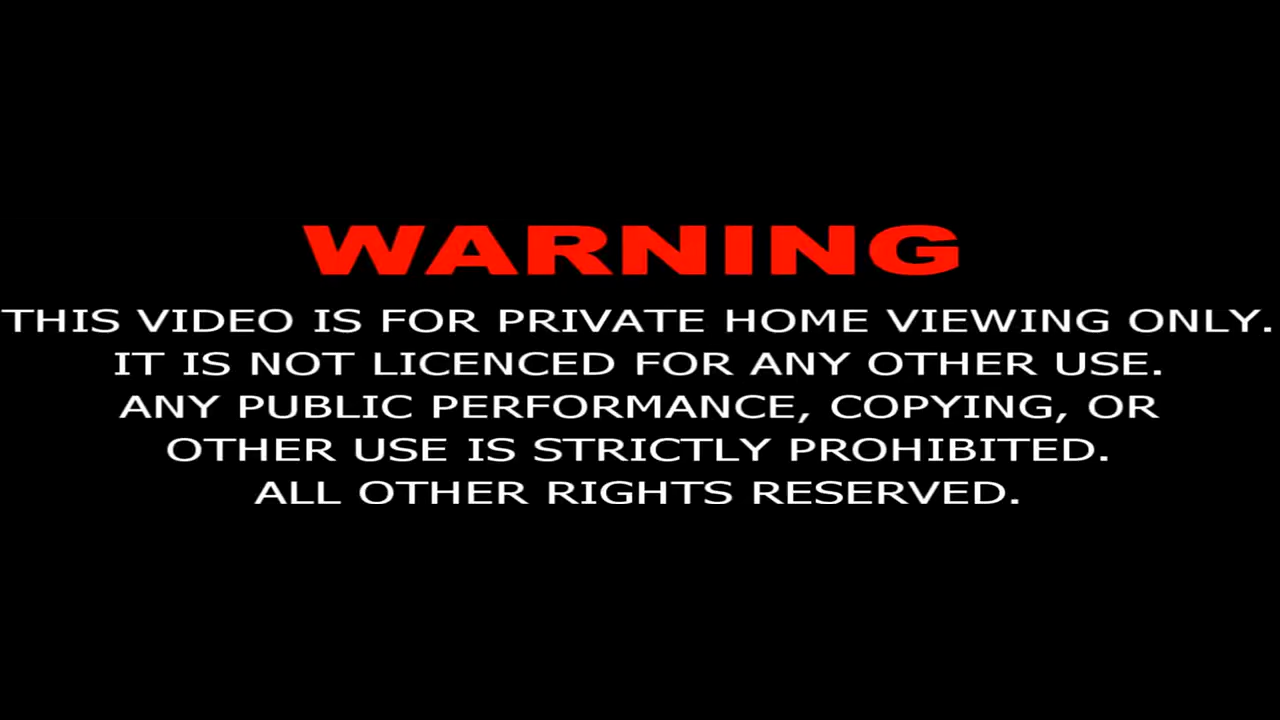 WARNING
THIS VIDEO IS FOR PRIVATE HOME VIEWING ONLY.
IT IS NOT LICENCED FOR ANY OTHER USE.
ANY PUBLIC PERFORMANCE, COPYING, OR
OTHER USE IS STRICTLY PROHIBITED.
ALL OTHER RIGHTS RESERVED.